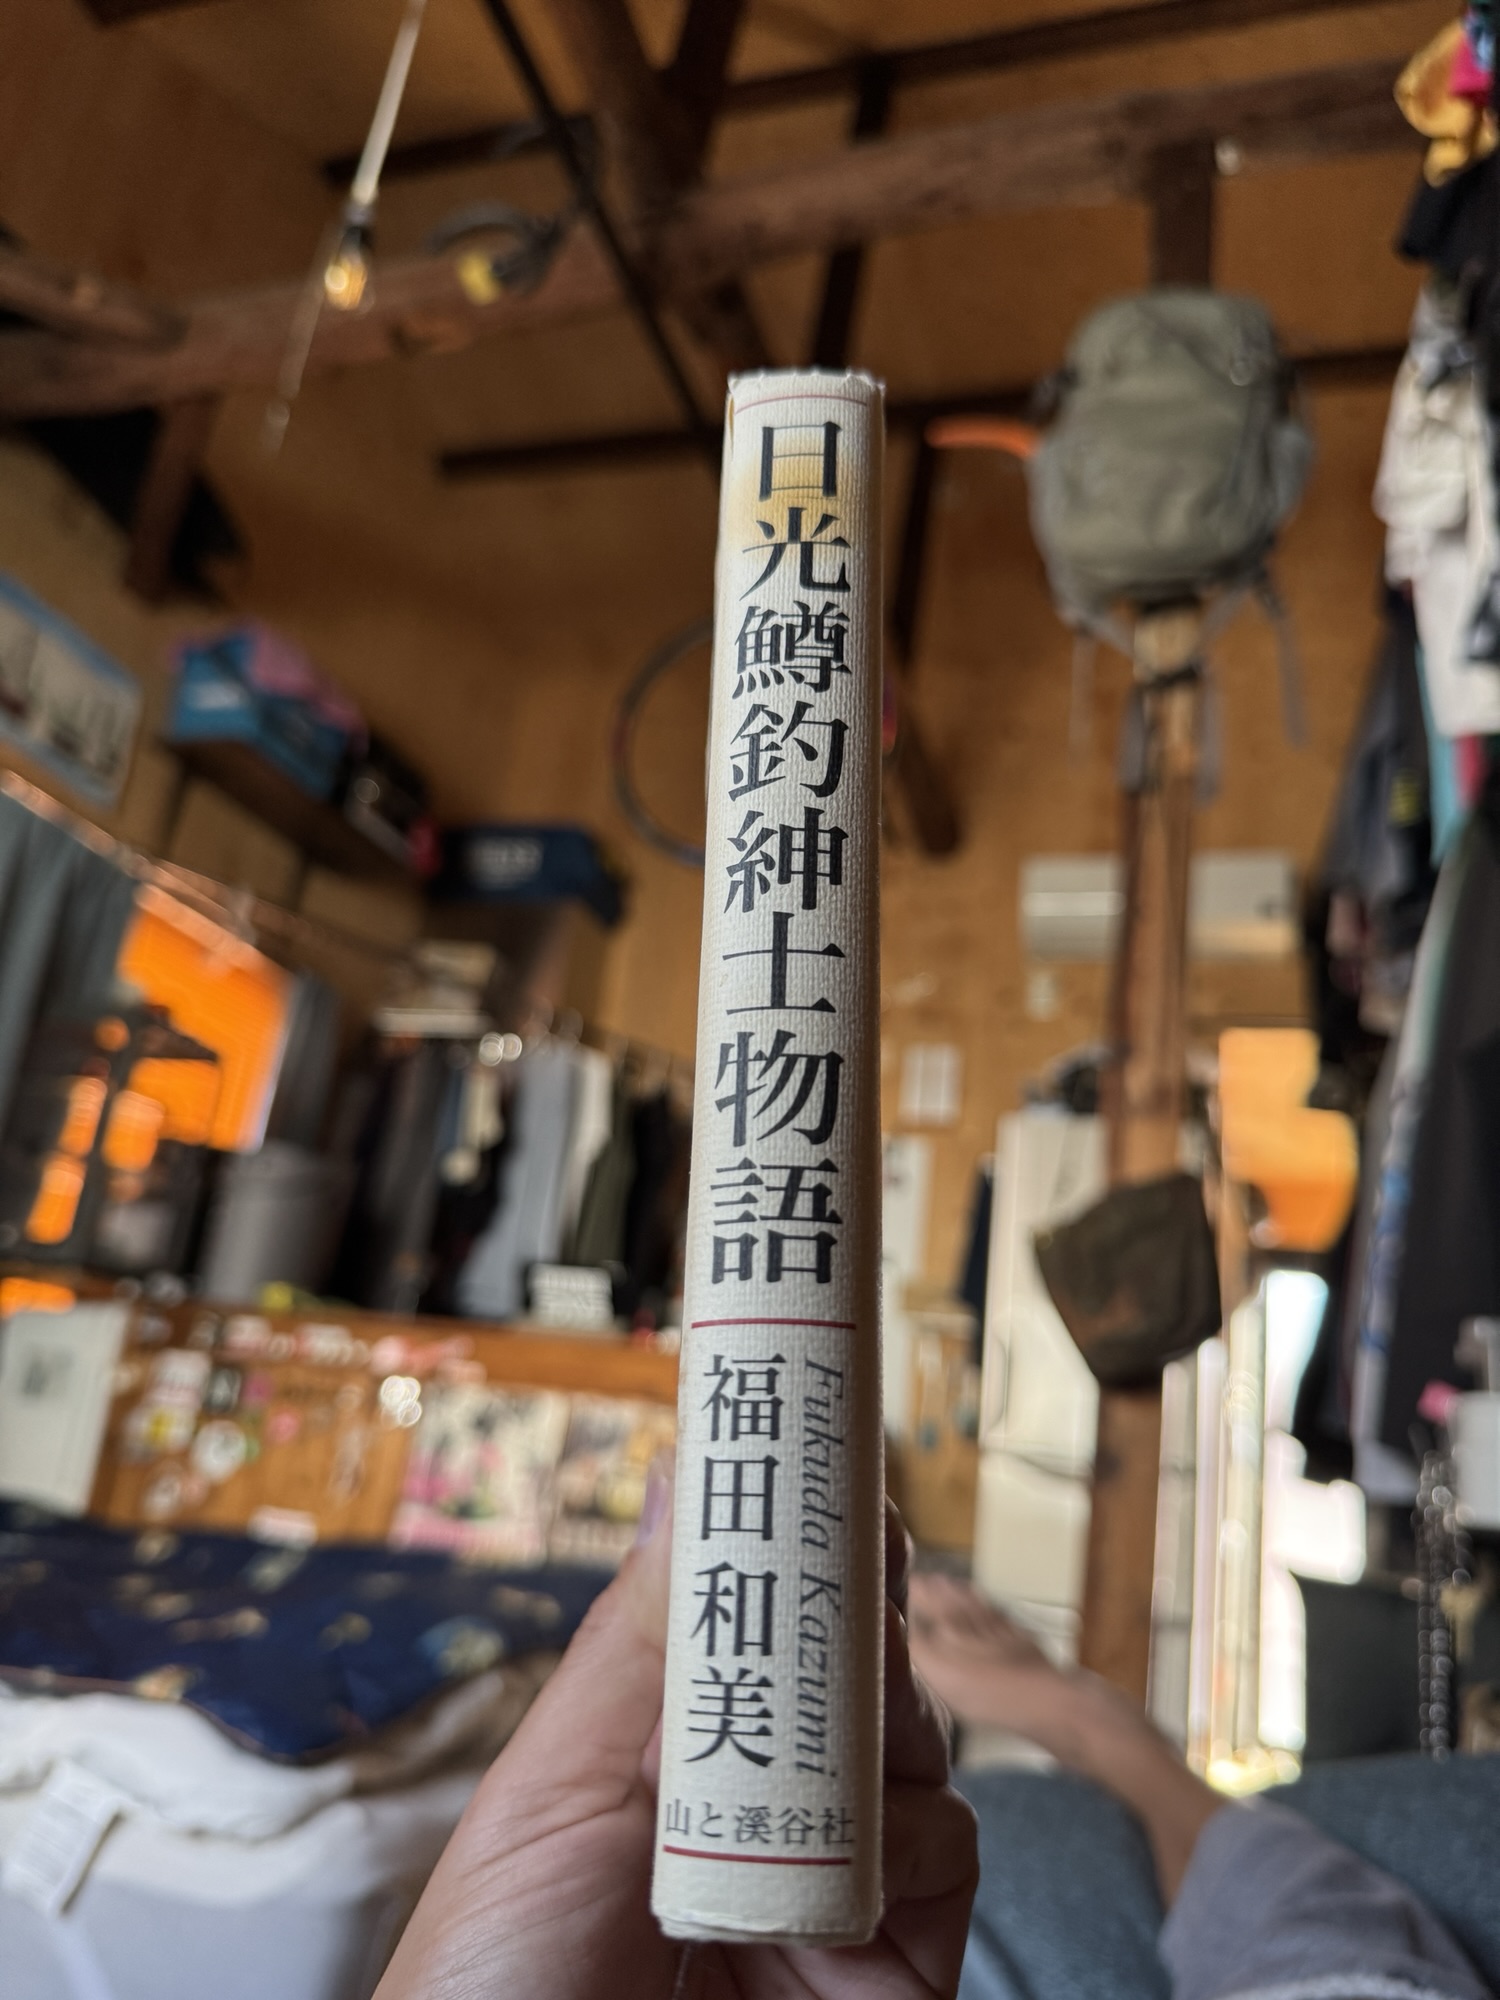 日光鱒釣紳士物語
福田和美
Fukuda Kazumi
山と溪谷社